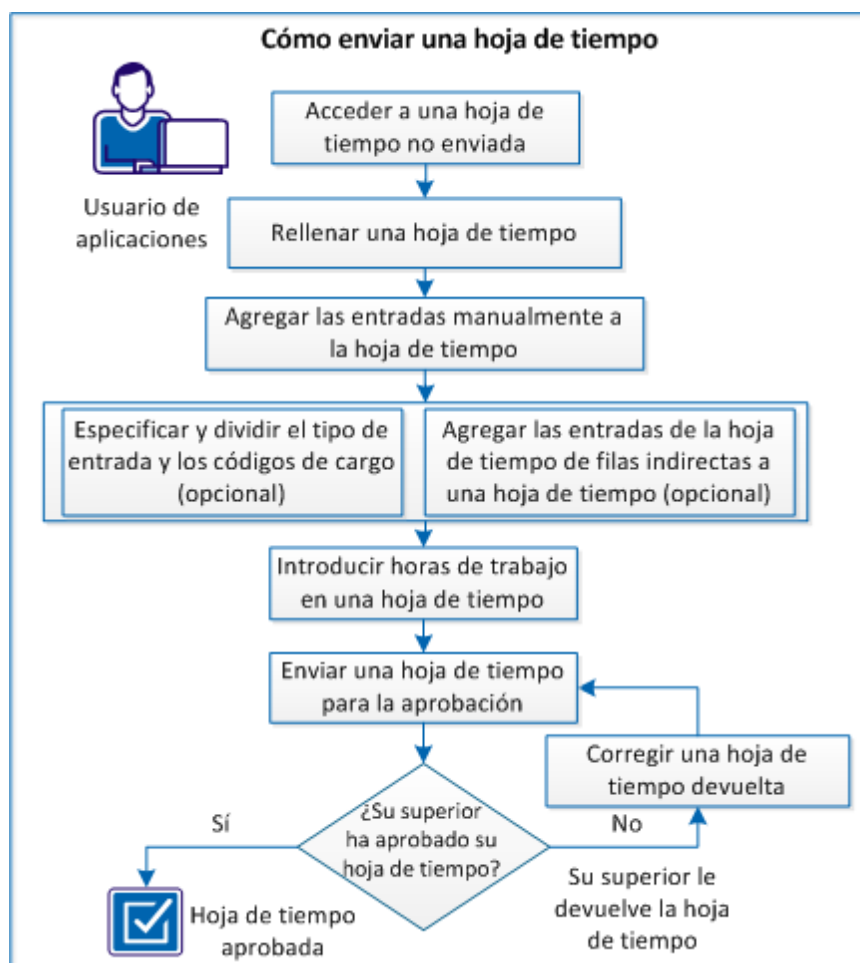 Cómo enviar una hoja de tiempo
Usuario de
aplicaciones
Acceder a una hoja de
tiempo no enviada
Rellenar una hoja de tiempo
Agregar las entradas manualmente a
la hoja de tiempo
Especificar y dividir el tipo de
entrada y los códigos de cargo
(opcional)
Agregar las entradas de la hoja
de tiempo de filas indirectas a
una hoja de tiempo (opcional)
Introducir horas de trabajo
en una hoja de tiempo
Enviar una hoja de tiempo
para la aprobación
Corregir una hoja de
tiempo devuelta
¿Su superior
ha aprobado su
hoja de tiempo?
Sí
No
Hoja de tiempo
aprobada
Su superior le
devuelve la hoja
de tiempo